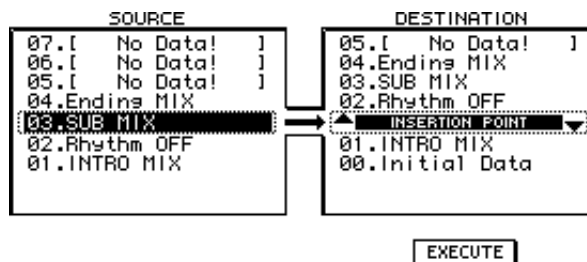 SOURCE
07.[ No Data! ]
06.[ No Data! ]
05.[ No Data! ]
04.Ending MIX
03.SUB MIX
02.Rhythm OFF
01.INTRO MIX
DESTINATION
05.[ No Data! ]
04.Ending MIX
03.SUB MIX
02.Rhythm OFF
INSERTION POINT
01.INTRO MIX
00.Initial Data
EXECUTE